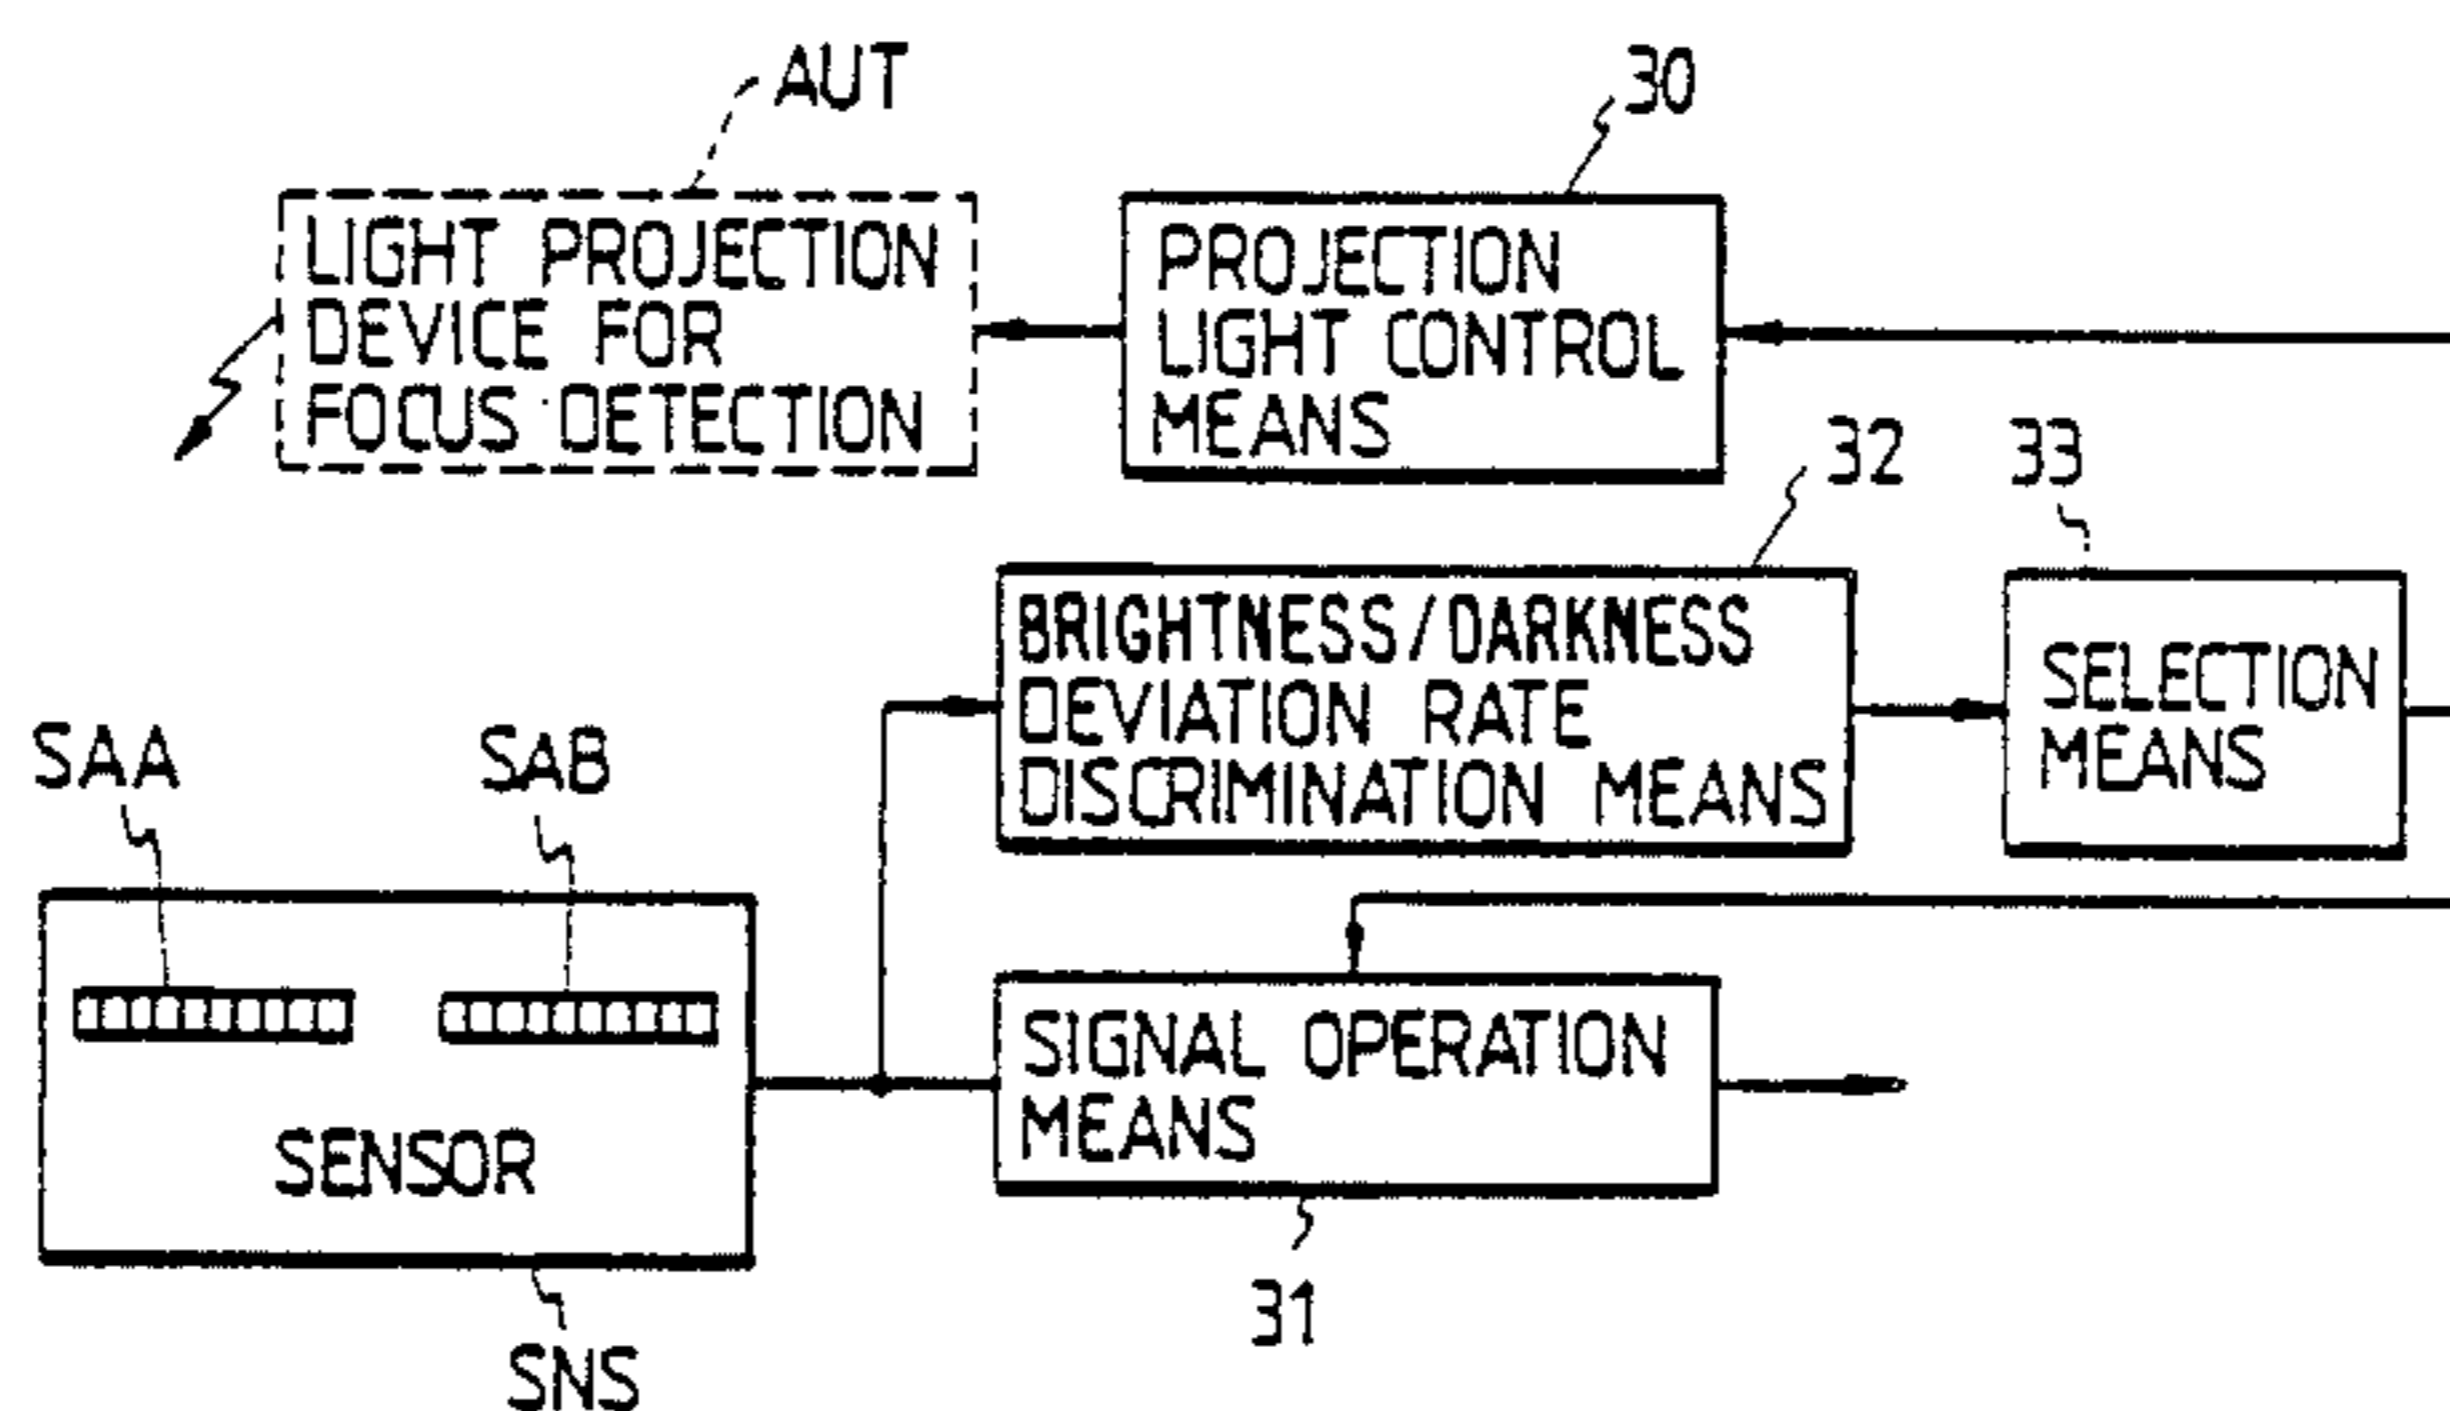 AUT
30
LIGHT PROJECTION
DEVICE FOR
FOCUS DETECTION
PROJECTION
LIGHT CONTROL
MEANS
32
33
BRIGHTNESS/DARKNESS
DEVIATION RATE
DISCRIMINATION MEANS
SELECTION
MEANS
SAA
SAB
SENSOR
SIGNAL OPERATION
MEANS
31
SNS